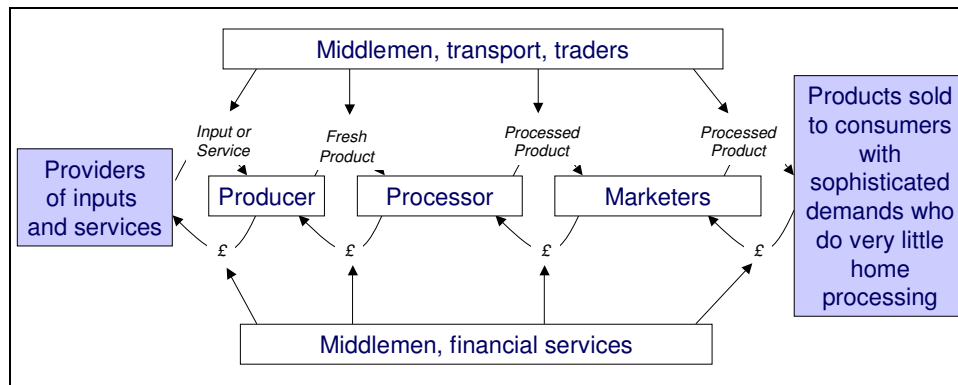 Middlemen, transport, traders
Input or
Service
Fresh
Product
Processed
Product
Processed
Product
Providers
of inputs
and services
Producer
Processor
Marketers
Products sold
to consumers
with
sophisticated
demands who
do very little
home
processing
£
£
£
£
Middlemen, financial services